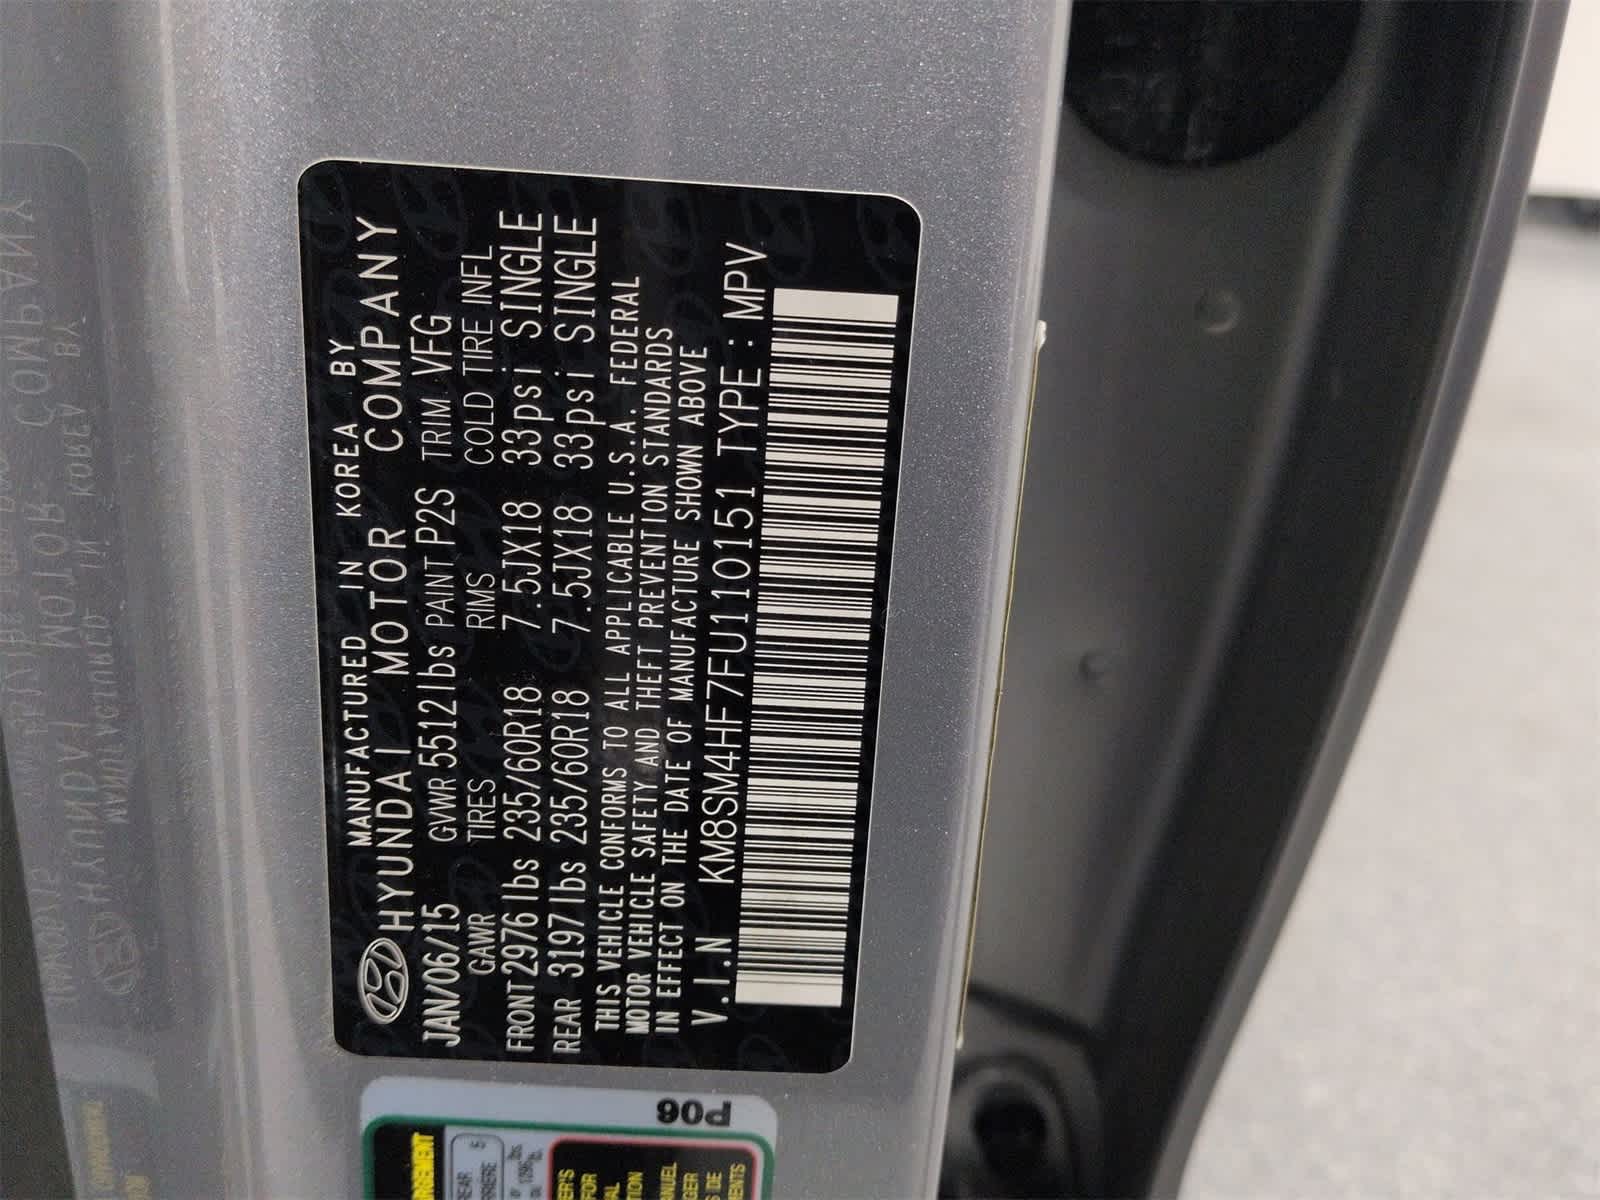 MANUFACTURED IN KOREA BY
HYUNDAI MOTOR COMPANY
JAN/06/15 GVWR 5512lbs PAINT P2S TRIM VFG
GAWR TIRES RIMS COLD TIRE INFL
FRONT 2976lbs 235/60R18 7.5JX18 33psi SINGLE
REAR 3197lbs 235/60R18 7.5JX18 33psi SINGLE
THIS VEHICLE CONFORMS TO ALL APPLICABLE U.S.A. FEDERAL
MOTOR VEHICLE SAFETY AND THEFT PREVENTION STANDARDS
IN EFFECT ON THE DATE OF MANUFACTURE SHOWN ABOVE
V.I.N KM8SM4HF7FU110151 TYPE : MPV
P06